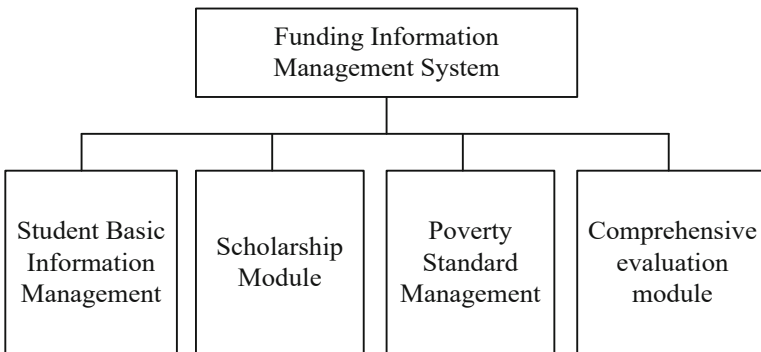 Funding Information
Management System
Student Basic
Information
Management
Scholarship
Module
Poverty
Standard
Management
Comprehensive
evaluation
module